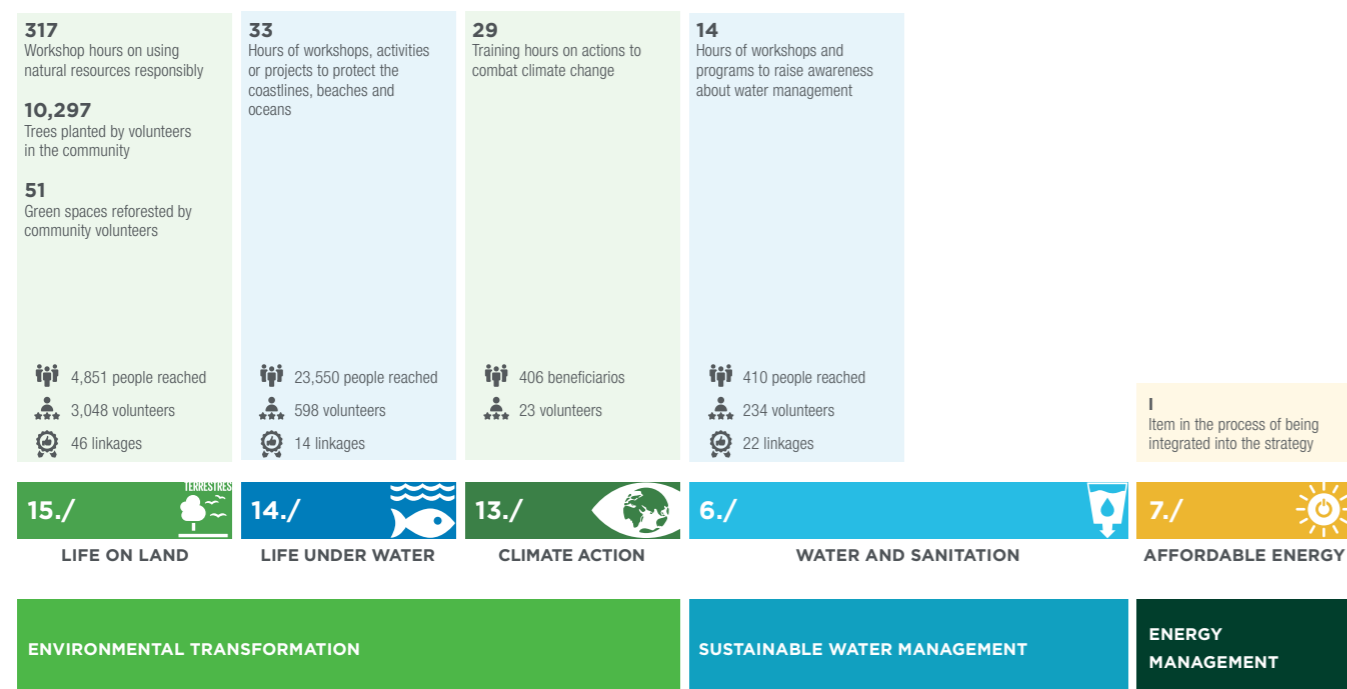 317
Workshop hours on using
natural resources responsibly
10,297
Trees planted by volunteers
in the community
51
Green spaces reforested by
community volunteers
4,851 people reached
3,048 volunteers
46 linkages
33
Hours of workshops, activities
or projects to protect the
coastlines, beaches and
oceans
23,550 people reached
598 volunteers
14 linkages
29
Training hours on actions to
combat climate change
406 beneficiarios
23 volunteers
14
Hours of workshops and
programs to raise awareness
about water management
410 people reached
234 volunteers
22 linkages
I
Item in the process of being
integrated into the strategy
15./
TERRESTRES
14./
13./
6./
7./
LIFE ON LAND
LIFE UNDER WATER
CLIMATE ACTION
WATER AND SANITATION
AFFORDABLE ENERGY
ENVIRONMENTAL TRANSFORMATION
SUSTAINABLE WATER MANAGEMENT
ENERGY
MANAGEMENT